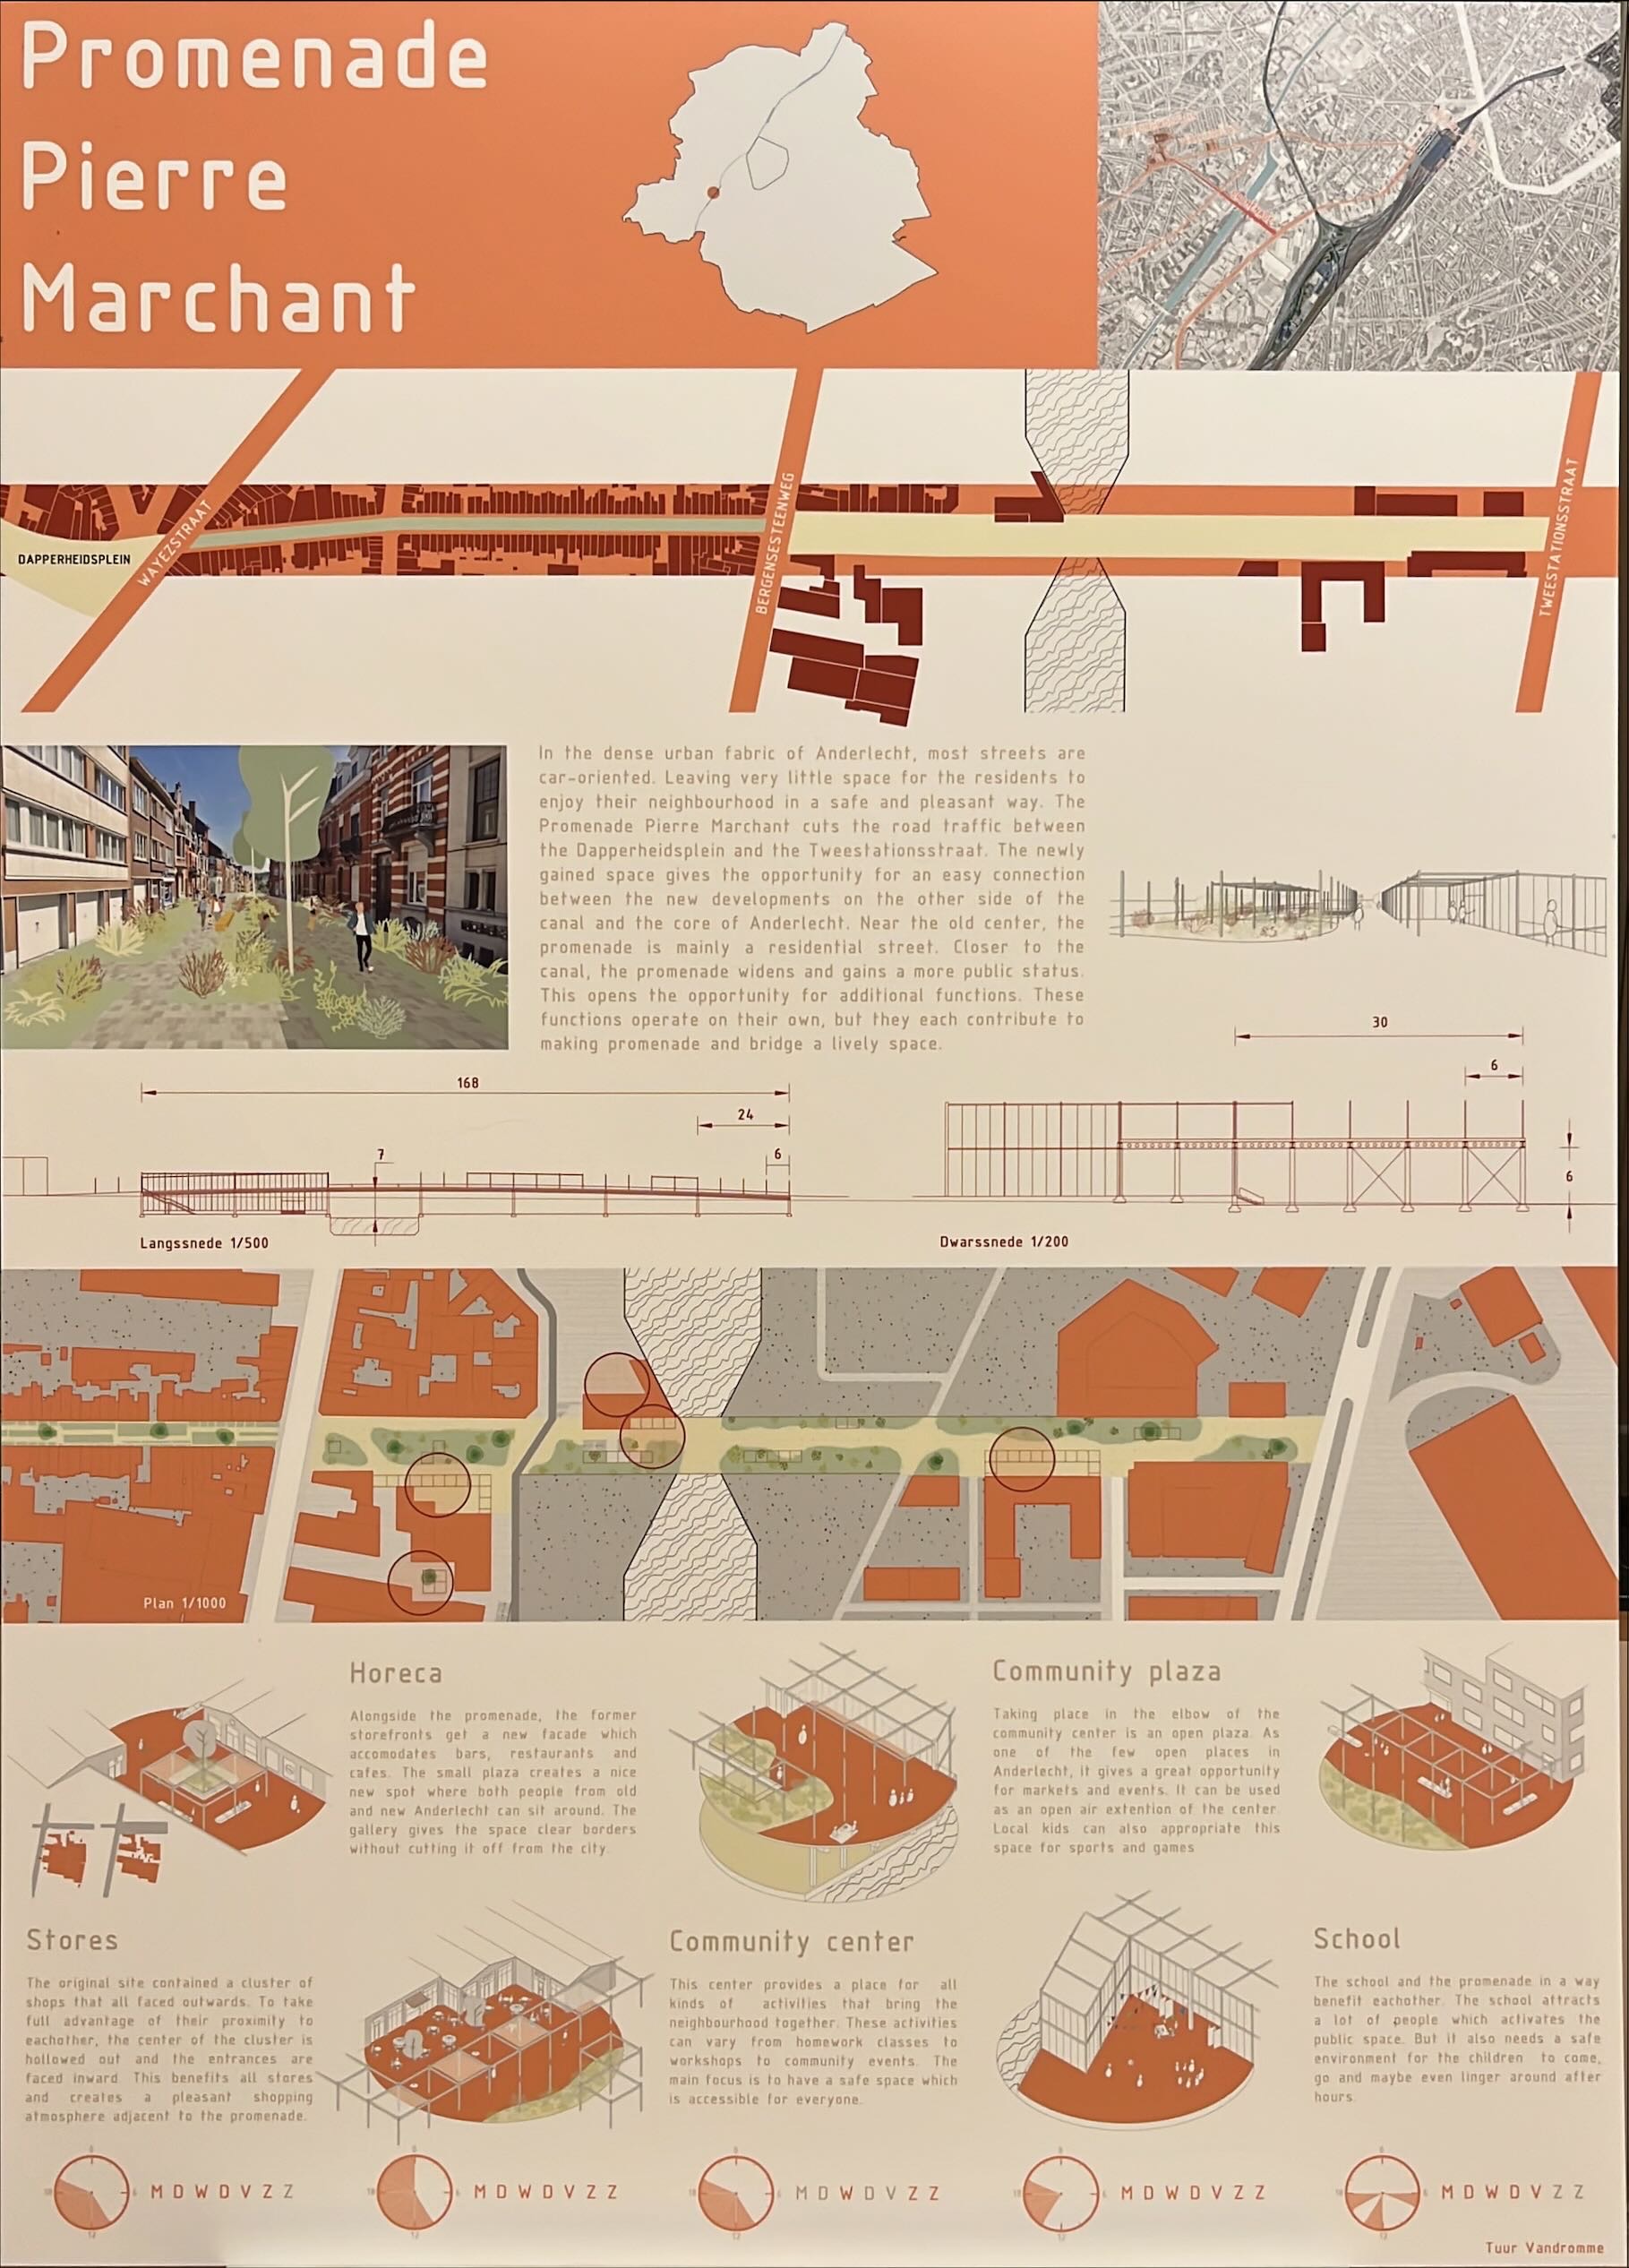 Promenade
Pierre
Marchant
DAPPERHEIDSPLEIN
WAYEZSTRAAT
BERGENSESTEENWEG
TWEESTATIONSSTRAAT
In the dense urban fabric of Anderlecht, most streets are
car-oriented. Leaving very little space for the residents to
enjoy their neighbourhood in a safe and pleasant way. The
Promenade Pierre Marchant cuts the road traffic between
the Dapperheidsplein and the Tweestationsstraat. The newly
gained space gives the opportunity for an easy connection
between the new developments on the other side of the
canal and the core of Anderlecht. Near the old center, the
promenade is mainly a residential street. Closer to the
canal, the promenade widens and gains a more public status.
This opens the opportunity for additional functions. These
functions operate on their own, but they each contribute to
making promenade and bridge a lively space.
168
24
6
7
Langssnede 1/500
30
6
6
Dwarssnede 1/200
Plan 1/1000
Horeca
Alongside the promenade, the former
storefronts get a new facade which
accomodates bars, restaurants and
cafes. The small plaza creates a nice
new spot where both people from old
and new Anderlecht can sit around. The
gallery gives the space clear borders
without cutting it off from the city.
Community plaza
Taking place in the elbow of the
community center is an open plaza. As
one of the few open places in
Anderlecht, it gives a great opportunity
for markets and events. It can be used
as an open air extention of the center.
Local kids can also appropriate this
space for sports and games
Stores
The original site contained a cluster of
shops that all faced outwards. To take
full advantage of their proximity to
eachother, the center of the cluster is
hollowed out and the entrances are
faced inward. This benefits all stores
and creates a pleasant shopping
atmosphere adjacent to the promenade.
Community center
This center provides a place for all
kinds of activities that bring the
neighbourhood together. These activities
can vary from homework classes to
workshops to community events. The
main focus is to have a safe space which
is accessible for everyone.
School
The school and the promenade in a way
benefit eachother. The school attracts
a lot of people which activates the
public space. But it also needs a safe
environment for the children to come,
go and maybe even linger around after
hours.
M D W D V Z Z
M D W D V Z Z
M D W D V Z Z
M D W D V Z Z
M D W D V Z Z
Tuur Vandromme